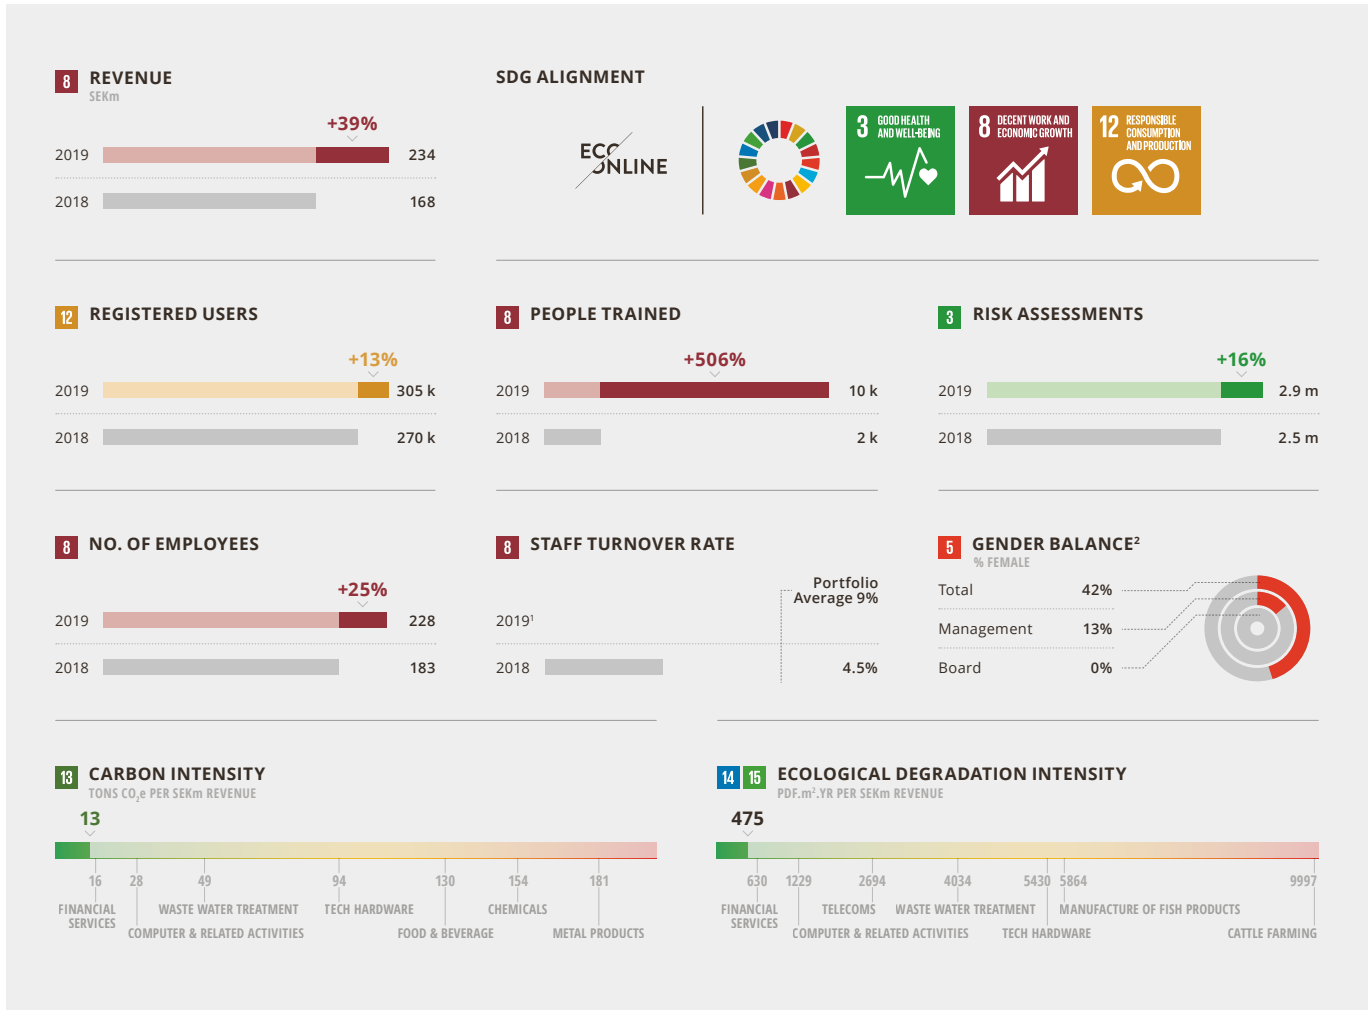 8 REVENUE
SEKm
+39%
2019 234
2018 168
SDG ALIGNMENT
ECO
ONLINE
3 GOOD HEALTH
AND WELL-BEING
8 DECENT WORK AND
ECONOMIC GROWTH
12 RESPONSIBLE
CONSUMPTION
AND PRODUCTION
12 REGISTERED USERS
+13%
2019 305 k
2018 270 k
8 PEOPLE TRAINED
+506%
2019 10 k
2018 2 k
3 RISK ASSESSMENTS
+16%
2019 2.9 m
2018 2.5 m
8 NO. OF EMPLOYEES
+25%
2019 228
2018 183
8 STAFF TURNOVER RATE
Portfolio
Average 9%
2019¹
2018 4.5%
5 GENDER BALANCE²
% FEMALE
Total 42%
Management 13%
Board 0%
13 CARBON INTENSITY
TONS CO₂e PER SEKm REVENUE
13
16 28 49 94 130 154 181
FINANCIAL
SERVICES
WASTE WATER TREATMENT TECH HARDWARE CHEMICALS
COMPUTER & RELATED ACTIVITIES FOOD & BEVERAGE METAL PRODUCTS
14 15 ECOLOGICAL DEGRADATION INTENSITY
PDF.m².YR PER SEKm REVENUE
475
630 1229 2694 4034 5430 5864 9997
FINANCIAL
SERVICES
TELECOMS WASTE WATER TREATMENT MANUFACTURE OF FISH PRODUCTS
COMPUTER & RELATED ACTIVITIES TECH HARDWARE CATTLE FARMING